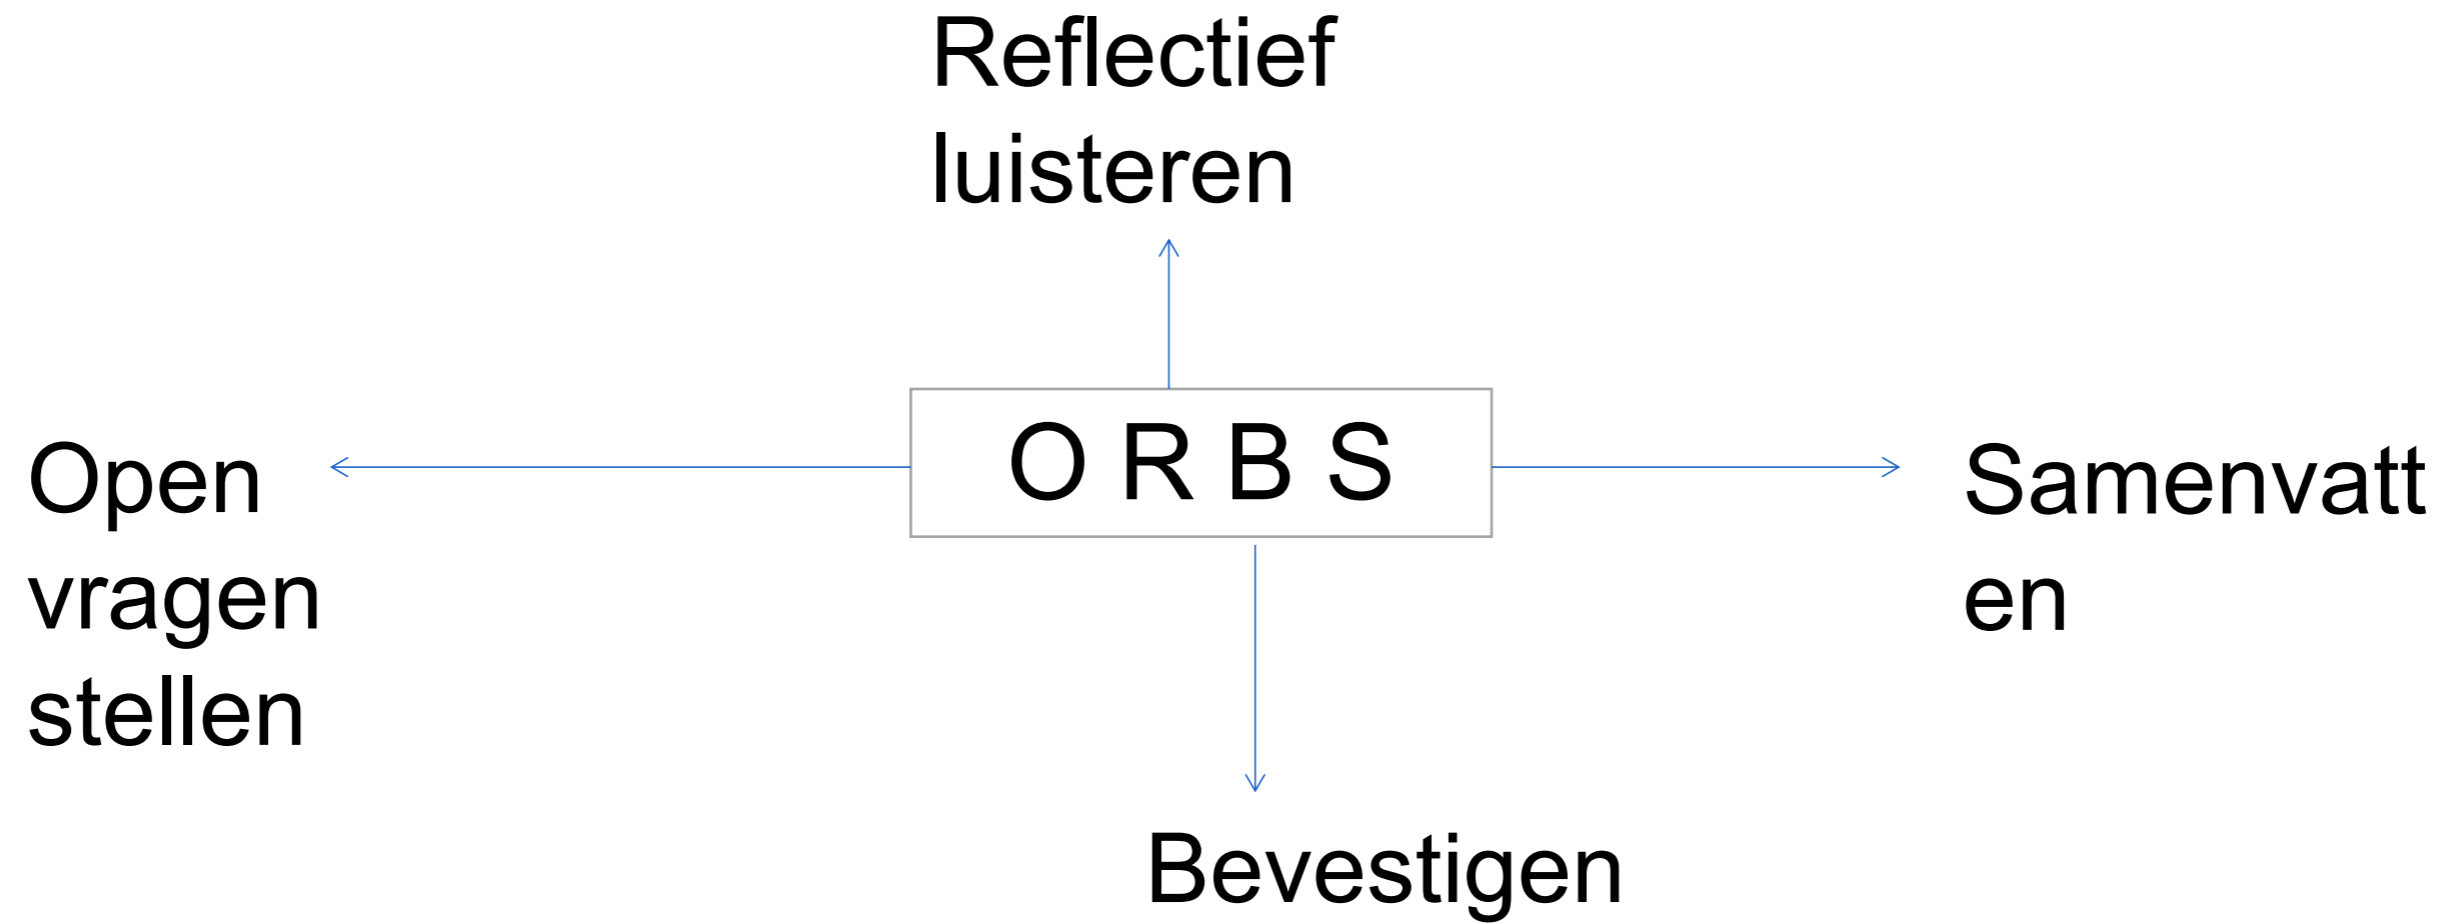 Reflectief
luisteren
O R B S
Open
vragen
stellen
Samenvatt
en
Bevestigen